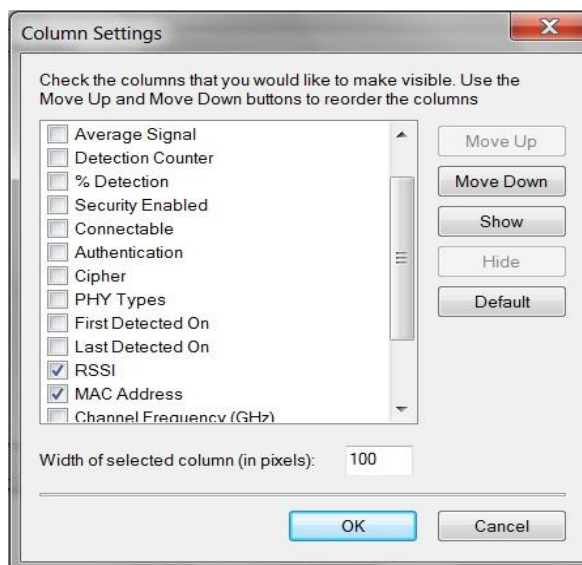 Column Settings
Check the columns that you would like to make visible. Use the
Move Up and Move Down buttons to reorder the columns
Average Signal
Detection Counter
% Detection
Security Enabled
Connectable
Authentication
Cipher
PHY Types
First Detected On
Last Detected On
RSSI
MAC Address
Channel Frequency (GHz)
Move Up
Move Down
Show
Hide
Default
Width of selected column (in pixels): 100
OK
Cancel